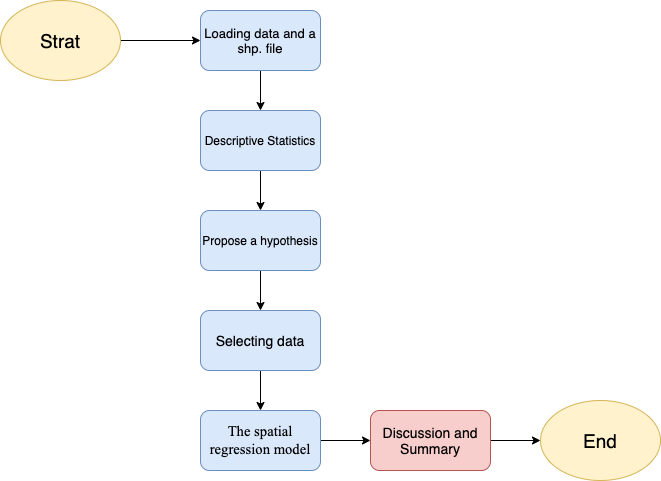 Strat
Loading data and a
shp. file
Descriptive Statistics
Propose a hypothesis
Selecting data
The spatial
regression model
Discussion and
Summary
End